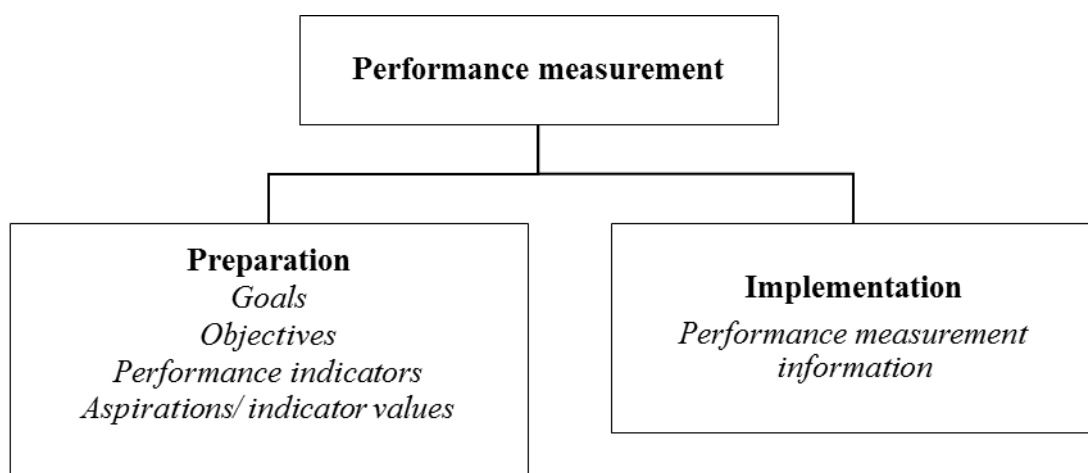 Performance measurement
Preparation
Goals
Objectives
Performance indicators
Aspirations/ indicator values
Implementation
Performance measurement
information